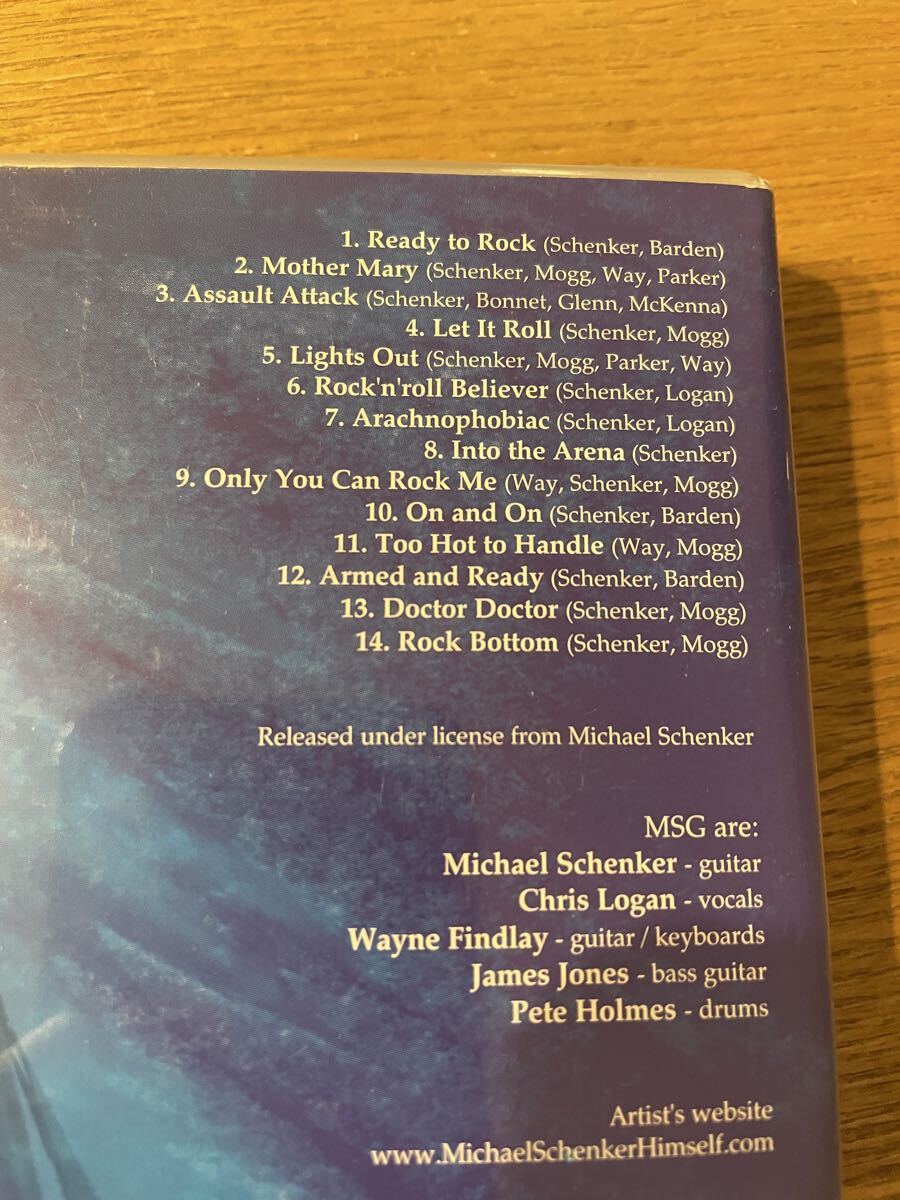 1. Ready to Rock (Schenker, Barden)
2. Mother Mary (Schenker, Mogg, Way, Parker)
3. Assault Attack (Schenker, Bonnet, Glenn, McKenna)
4. Let It Roll (Schenker, Mogg)
5. Lights Out (Schenker, Mogg, Parker, Way)
6. Rock'n'roll Believer (Schenker, Logan)
7. Arachnophobiac (Schenker, Logan)
8. Into the Arena (Schenker)
9. Only You Can Rock Me (Way, Schenker, Mogg)
10. On and On (Schenker, Barden)
11. Too Hot to Handle (Way, Mogg)
12. Armed and Ready (Schenker, Barden)
13. Doctor Doctor (Schenker, Mogg)
14. Rock Bottom (Schenker, Mogg)
Released under license from Michael Schenker
MSG are:
Michael Schenker - guitar
Chris Logan - vocals
Wayne Findlay - guitar / keyboards
James Jones - bass guitar
Pete Holmes - drums
Artist's website
www.MichaelSchenkerHimself.com